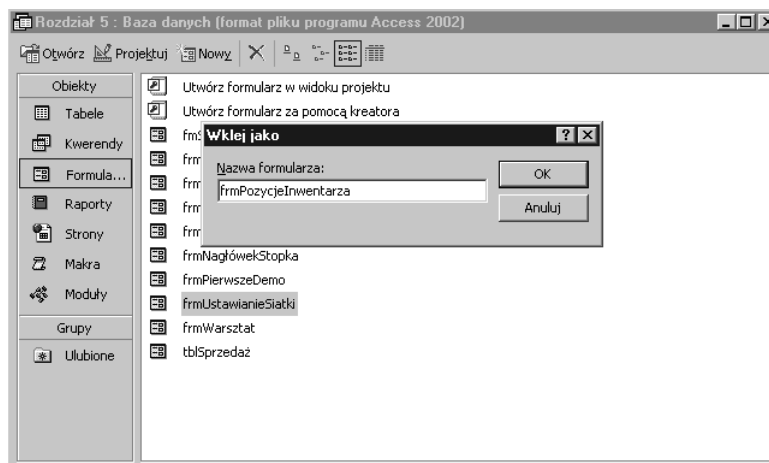 Rozdział 5 : Baza danych (format pliku programu Access 2002)
Otwórz Projektuj Nowy
Obiekty
Tabele
Kwerendy
Formula...
Raporty
Strony
Makra
Moduły
Grupy
Ulubione
Utwórz formularz w widoku projektu
Utwórz formularz za pomocą kreatora
frmNagłówekStopka
frmPierwszeDemo
frmUstawianieSiatki
frmWarsztat
tblSprzedaż
Wklej jako
Nazwa formularza:
frmPozycjeInwentarza
OK
Anuluj